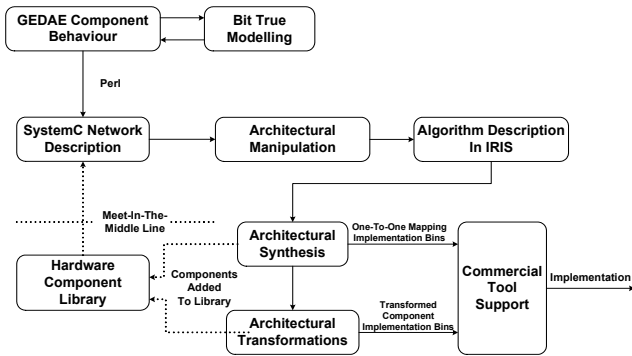 GEDAE Component
Behaviour
Bit True
Modelling
Perl
SystemC Network
Description
Architectural
Manipulation
Algorithm Description
In IRIS
Meet-In-The-
Middle Line
Architectural
Synthesis
One-To-One Mapping
Implementation Bins
Commercial
Tool
Support
Implementation
Hardware
Component
Library
Components
Added
To Library
Architectural
Transformations
Transformed
Component
Implementation Bins